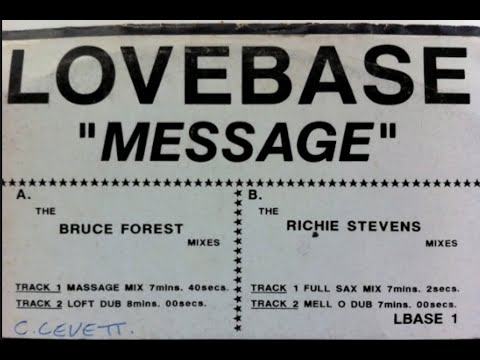 LOVEBASE
"MESSAGE"
A.
THE
BRUCE FOREST
MIXES
TRACK 1 MASSAGE MIX 7mins. 40secs.
TRACK 2 LOFT DUB 8mins. 00secs.
C. CEVETT.
B.
THE
RICHIE STEVENS
MIXES
TRACK 1 FULL SAX MIX 7mins. 2secs.
TRACK 2 MELL O DUB 7mins. 00secs.
LBASE 1